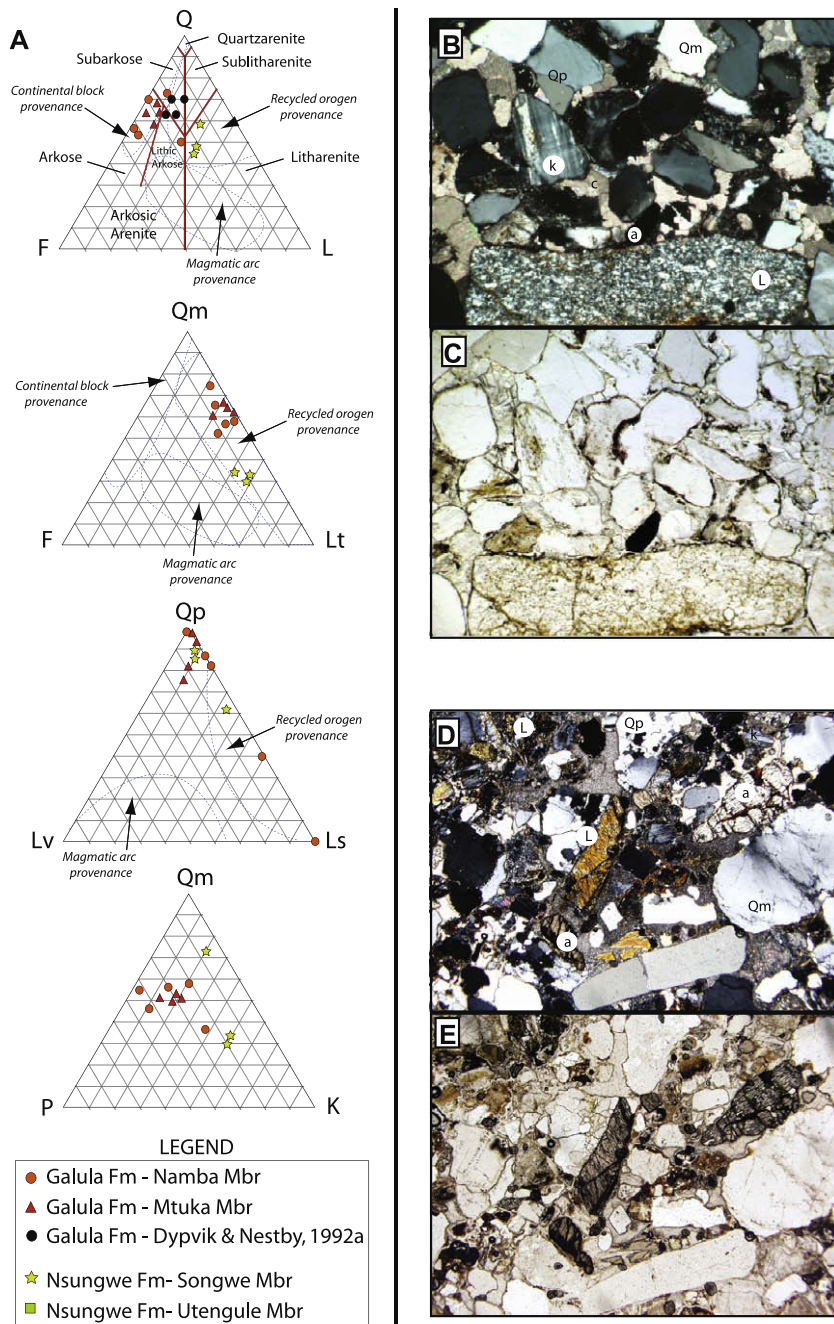 A
Q
Quartzarenite
Subarkose
Sublitharenite
Continental block
provenance
Recycled orogen
provenance
Arkose
Lithic
Arkose
Litharenite
Arkosic
Arenite
F
L
Magmatic arc
provenance
Qm
Continental block
provenance
Recycled orogen
provenance
F
Lt
Magmatic arc
provenance
Qp
Recycled orogen
provenance
Lv
Ls
Magmatic arc
provenance
Qm
P
K
LEGEND
Galula Fm - Namba Mbr
Galula Fm - Mtuka Mbr
Galula Fm - Dypvik & Nestby, 1992a
Nsungwe Fm- Songwe Mbr
Nsungwe Fm- Utengule Mbr
B
Qm
Qp
k
c
a
L
C
D
L
Qp
k
a
L
Qm
a
E